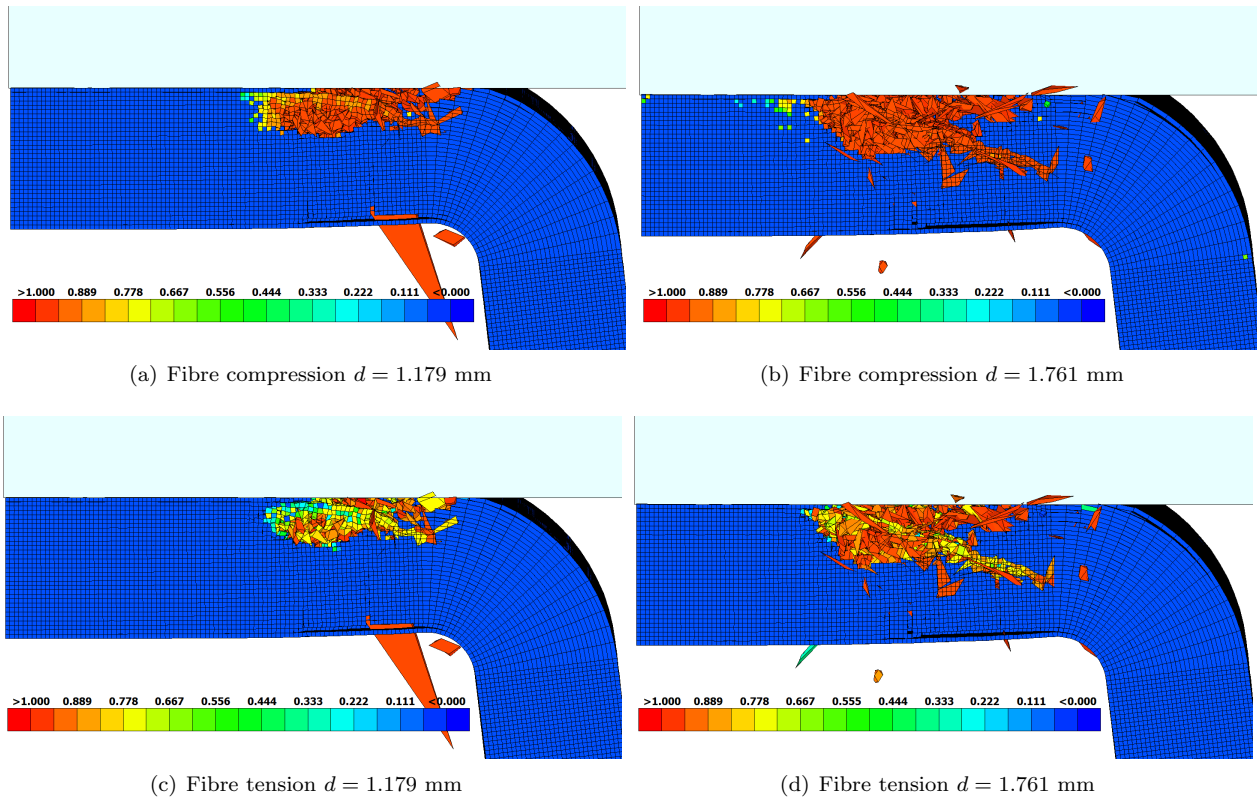 >1.000 0.889 0.778 0.667 0.556 0.444 0.333 0.222 0.111 <0.000
>1.000 0.889 0.778 0.667 0.556 0.444 0.333 0.222 0.111 <0.000
(a) Fibre compression d = 1.179 mm
(b) Fibre compression d = 1.761 mm
>1.000 0.889 0.778 0.667 0.556 0.444 0.333 0.222 0.111 <0.000
>1.000 0.889 0.778 0.667 0.556 0.444 0.333 0.222 0.111 <0.000
(c) Fibre tension d = 1.179 mm
(d) Fibre tension d = 1.761 mm